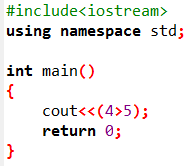 #include<iostream>
using namespace std;
int main()
{
cout<<(4>5);
return 0;
}